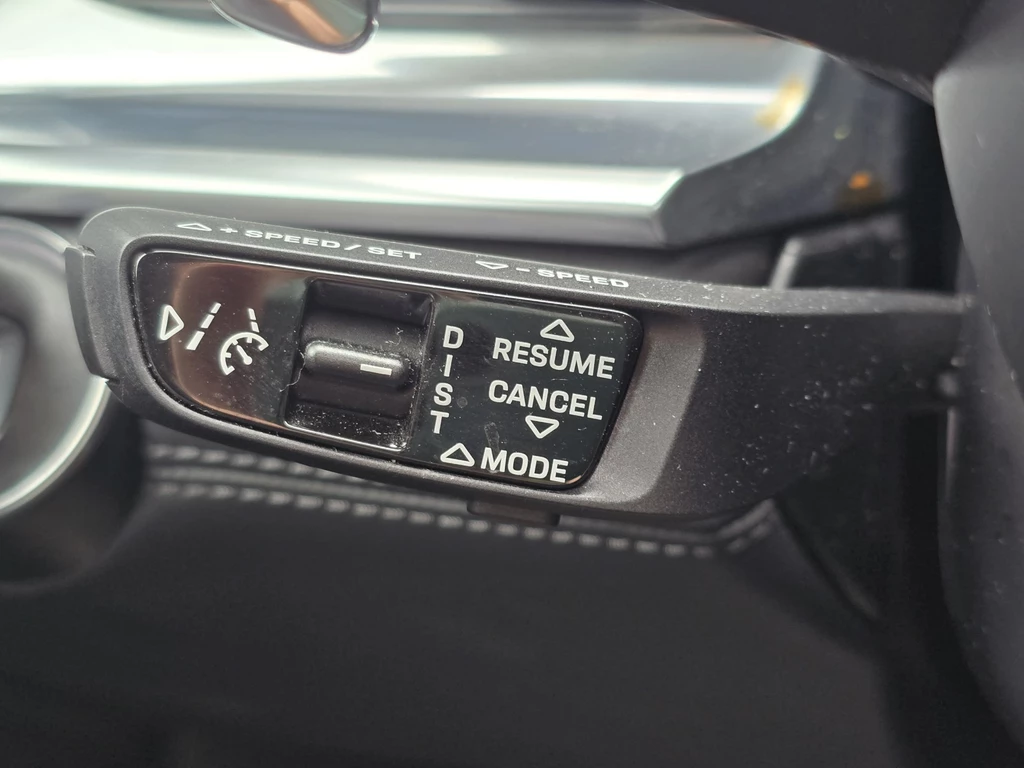 + SPEED / SET
- SPEED
DIST
RESUME
CANCEL
MODE